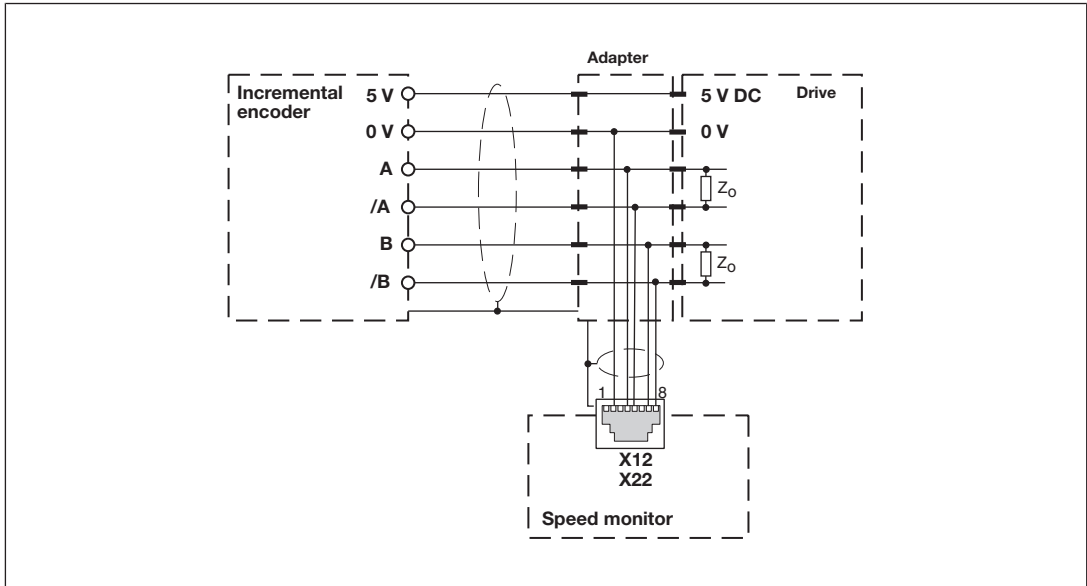 Adapter
Incremental
encoder
5 V
0 V
A
/A
B
/B
5 V DC
Drive
0 V
Z0
Z0
1
8
X12
X22
Speed monitor